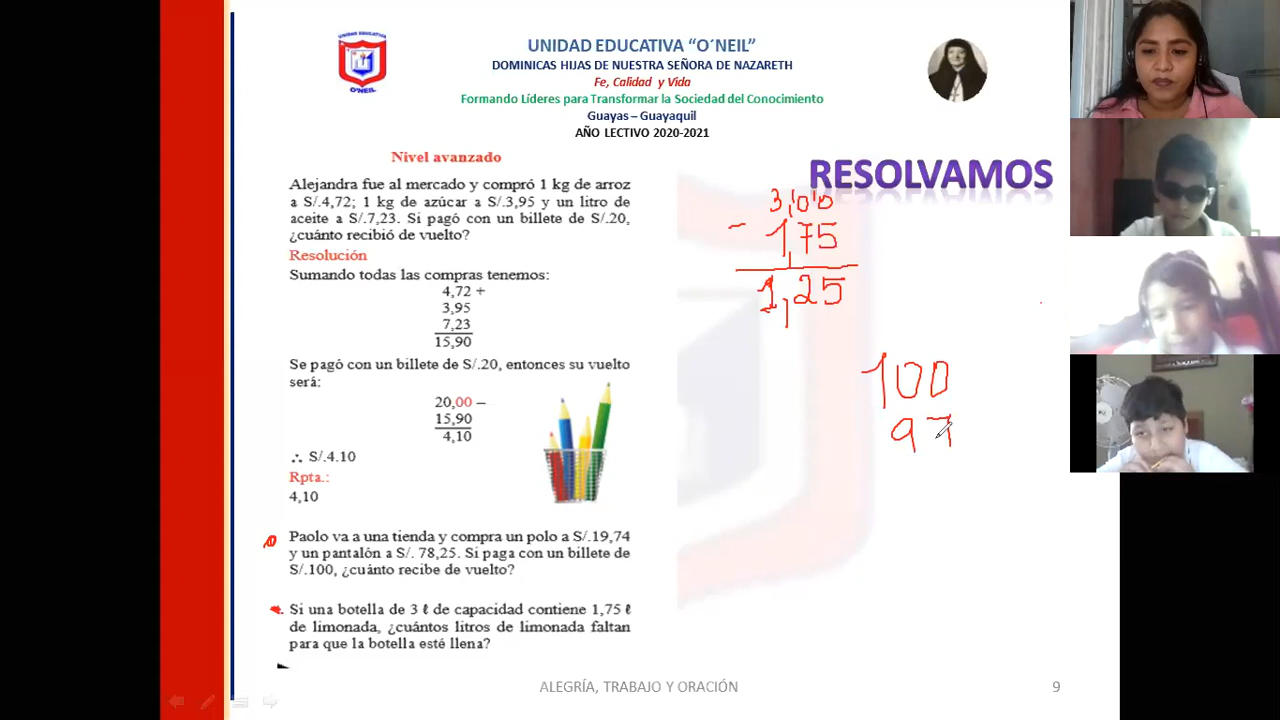 UNIDAD EDUCATIVA
O´NEIL
UNIDAD EDUCATIVA “O´NEIL”
DOMINICAS HIJAS DE NUESTRA SEÑORA DE NAZARETH
Fe, Calidad y Vida
Formando Líderes para Transformar la Sociedad del Conocimiento
Guayas – Guayaquil
AÑO LECTIVO 2020-2021
Nivel avanzado
Alejandra fue al mercado y compró 1 kg de arroz
a S/.4,72; 1 kg de azúcar a S/.3,95 y un litro de
aceite a S/.7,23. Si pagó con un billete de S/.20,
¿cuánto recibió de vuelto?
Resolución
Sumando todas las compras tenemos:
4,72 +
3,95
7,23
15,90
Se pagó con un billete de S/.20, entonces su vuelto
será:
20,00 –
15,90
4,10
∴ S/.4.10
Rpta.:
4,10
Paolo va a una tienda y compra un polo a S/.19,74
y un pantalón a S/. 78,25. Si paga con un billete de
S/.100, ¿cuánto recibe de vuelto?
Si una botella de 3 ℓ de capacidad contiene 1,75 ℓ
de limonada, ¿cuántos litros de limonada faltan
para que la botella esté llena?
RESOLVAMOS
3,00
- 1,75
1,25
100
97
ALEGRÍA, TRABAJO Y ORACIÓN
9